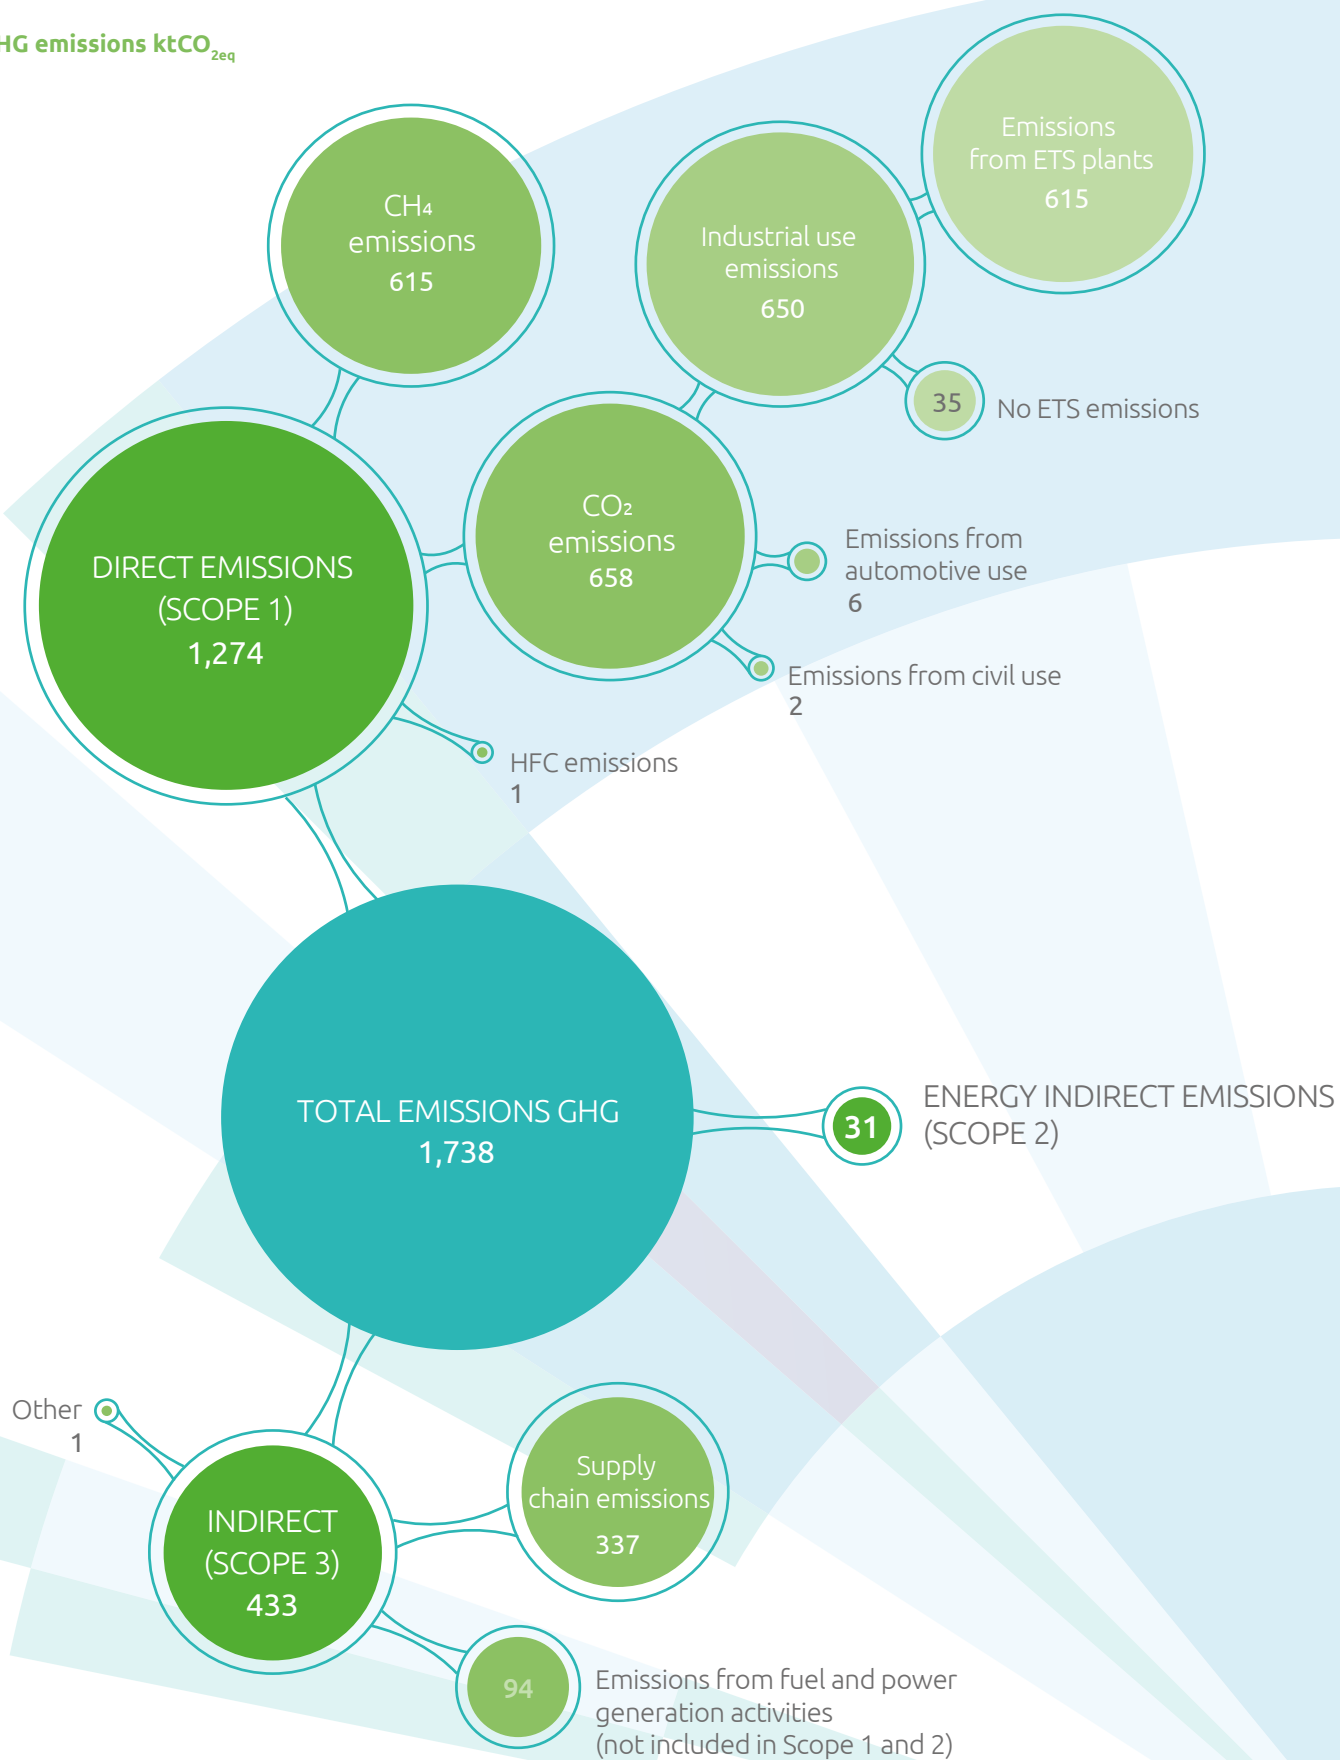 HG emissions ktCO2eq
Emissions
from ETS plants
615
CH4
emissions
615
Industrial use
emissions
650
35
No ETS emissions
CO2
emissions
658
Emissions from
automotive use
6
DIRECT EMISSIONS
(SCOPE 1)
1,274
Emissions from civil use
2
HFC emissions
1
TOTAL EMISSIONS GHG
1,738
31
ENERGY INDIRECT EMISSIONS
(SCOPE 2)
Other
1
Supply
chain emissions
337
INDIRECT
(SCOPE 3)
433
94
Emissions from fuel and power
generation activities
(not included in Scope 1 and 2)